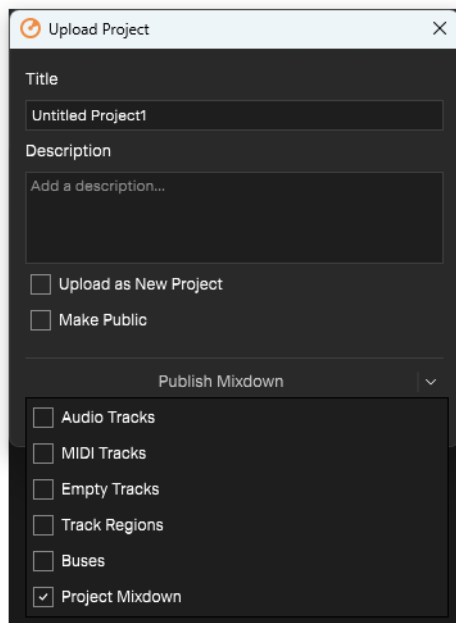 Upload Project
Title
Untitled Project1
Description
Add a description...
Upload as New Project
Make Public
Publish Mixdown
Audio Tracks
MIDI Tracks
Empty Tracks
Track Regions
Buses
Project Mixdown